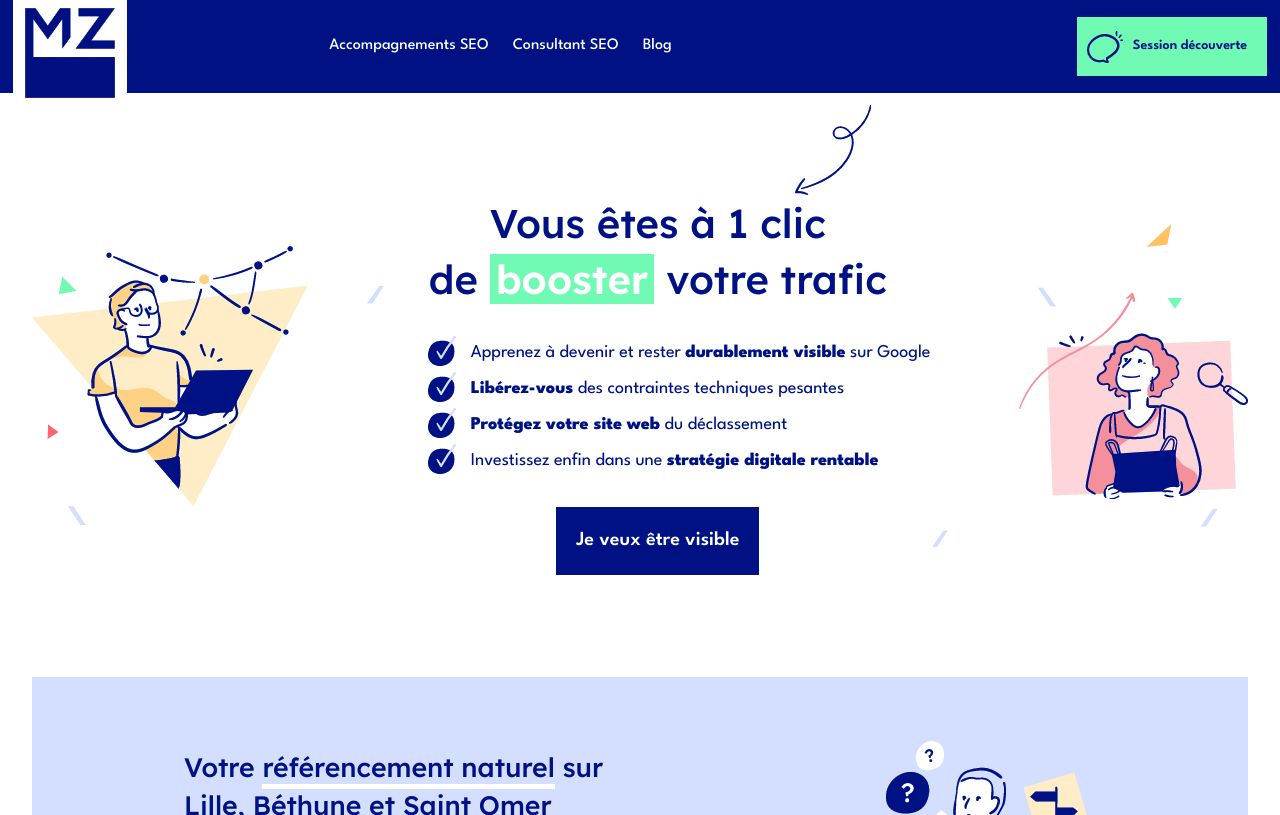 MZ
Accompagnements SEO
Consultant SEO
Blog
Session découverte
Vous êtes à 1 clic
de booster votre trafic
Apprenez à devenir et rester durablement visible sur Google
Libérez-vous des contraintes techniques pesantes
Protégez votre site web du déclassement
Investissez enfin dans une stratégie digitale rentable
Je veux être visible
Votre référencement naturel sur
Lille, Béthune et Saint Omer
?
?